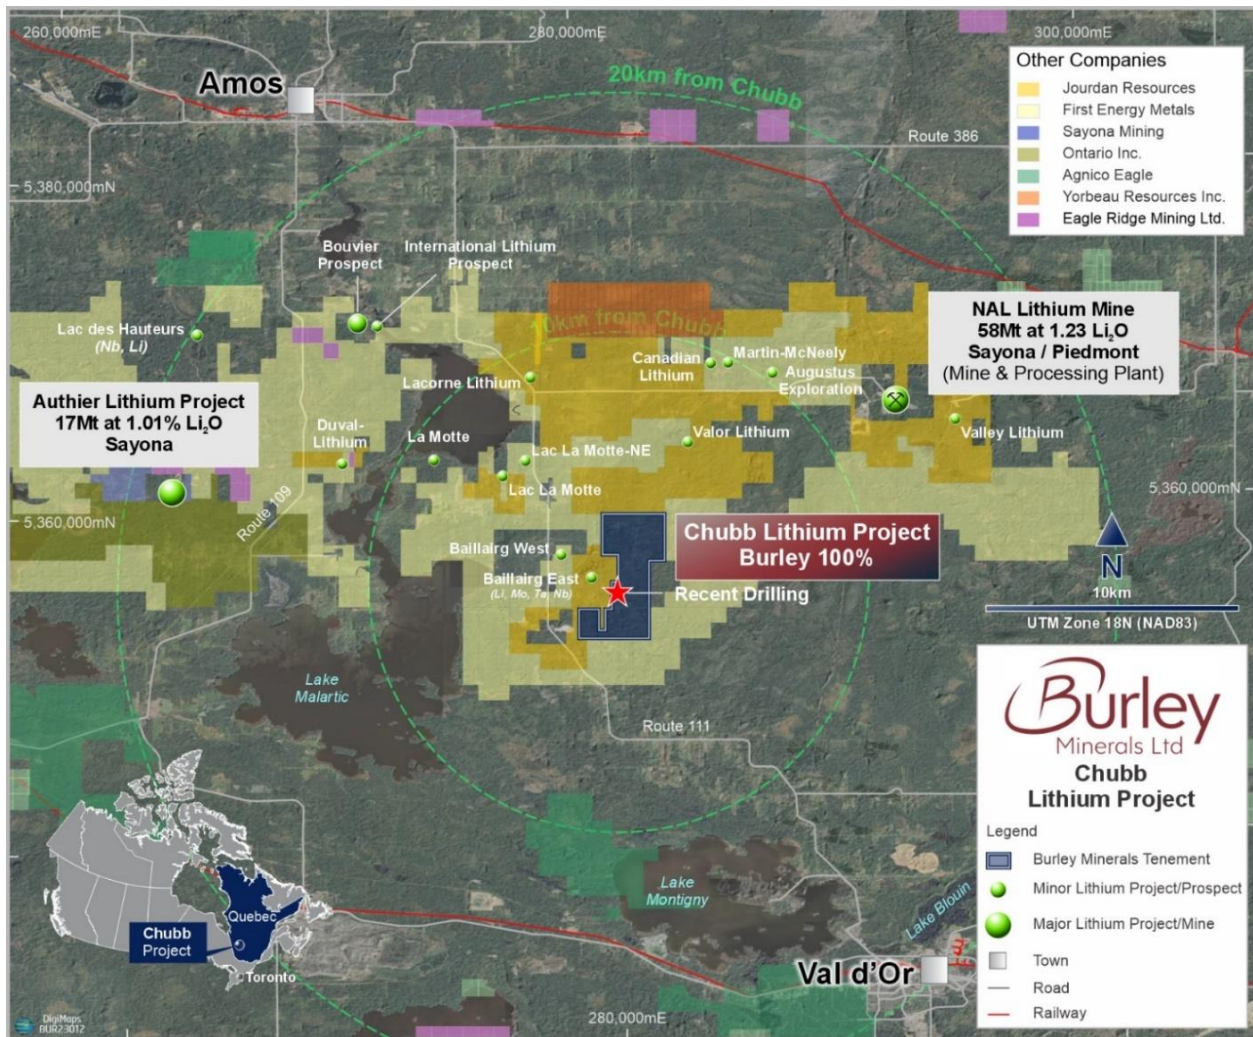 260,000mE
280,000mE
300,000mE
Amos
20km from Chubb
Route 386
Other Companies
Jourdan Resources
First Energy Metals
Sayona Mining
Ontario Inc.
Agnico Eagle
Yorbeau Resources Inc.
Eagle Ridge Mining Ltd.
5,380,000mN
Bouvier
Prospect
International Lithium
Prospect
Lac des Hauteurs
(Nb, Li)
10km from Chubb
Canadian
Lithium
Martin-McNeely
Augustus
Exploration
NAL Lithium Mine
58Mt at 1.23 Li₂O
Sayona / Piedmont
(Mine & Processing Plant)
Lacorne Lithium
Authier Lithium Project
17Mt at 1.01% Li₂O
Sayona
Duval-
Lithium
La Motte
Lac La Motte-NE
Lac La Motte
Valor Lithium
Valley Lithium
Route 109
5,360,000mN
5,360,000mN
Chubb Lithium Project
Burley 100%
Baillairg West
Baillairg East
(Li, Mo, Ta, Nb)
Recent Drilling
N
10km
UTM Zone 18N (NAD83)
Lake
Malartic
Route 111
Burley
Minerals Ltd
Chubb
Lithium Project
Legend
Burley Minerals Tenement
Minor Lithium Project/Prospect
Major Lithium Project/Mine
Town
Road
Railway
Lake
Montigny
Lake Blouin
Val d'Or
Quebec
Chubb
Project
Toronto
280,000mE
DigiMaps
BUR23012